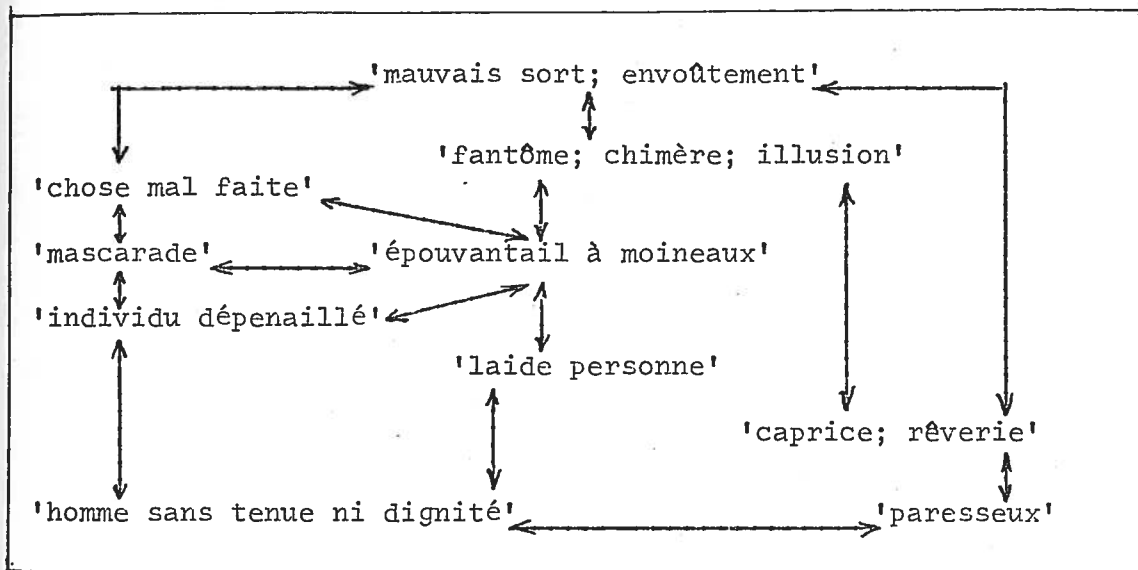 'mauvais sort; envoûtement'
'fantôme; chimère; illusion'
'chose mal faite'
'mascarade' 'épouvantail à moineaux'
'individu dépenaillé'
'laide personne'
'caprice; rêverie'
'homme sans tenue ni dignité' 'paresseux'